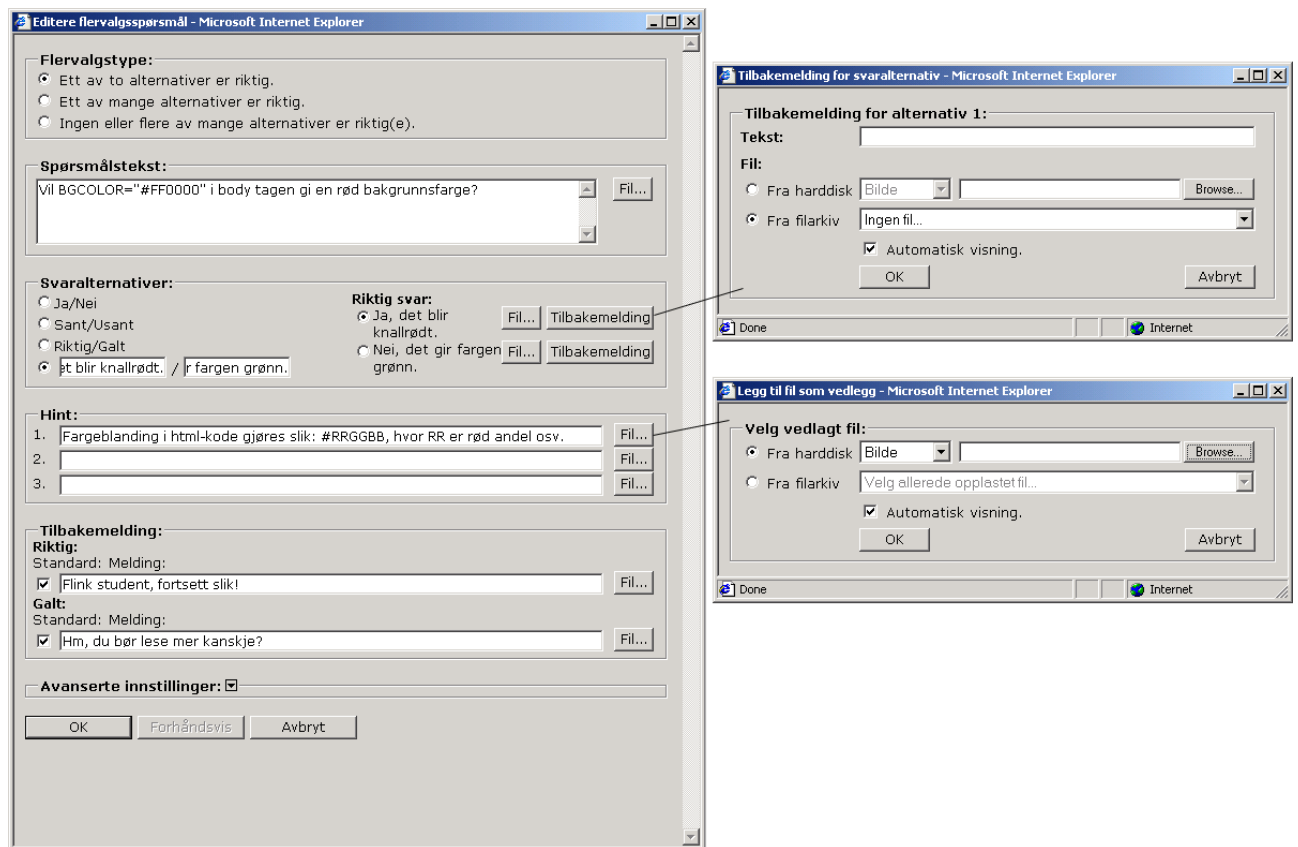 Editere flervalgsspørsmål - Microsoft Internet Explorer
Flervalgstype:
Ett av to alternativer er riktig.
Ett av mange alternativer er riktig.
Ingen eller flere av mange alternativer er riktig(e).
Spørsmålstekst:
Vil BGCOLOR="#FF0000" i body tagen gi en rød bakgrunnsfarge?
Fil...
Svaralternativer:
Ja/Nei
Sant/Usant
Riktig/Galt
et blir knallrødt. / r fargen grønn.
Riktig svar:
Ja, det blir
knallrødt.
Fil... Tilbakemelding
Nei, det gir fargen
grønn.
Fil... Tilbakemelding
Hint:
1. Fargeblanding i html-kode gjøres slik: #RRGGBB, hvor RR er rød andel osv. Fil...
2. Fil...
3. Fil...
Tilbakemelding:
Riktig:
Standard: Melding:
Flink student, fortsett slik! Fil...
Galt:
Standard: Melding:
Hm, du bør lese mer kanskje? Fil...
Avanserte innstillinger:
OK Forhåndsvis Avbryt
Tilbakemelding for svaralternativ - Microsoft Internet Explorer
Tilbakemelding for alternativ 1:
Tekst:
Fil:
Fra harddisk Bilde Browse...
Fra filarkiv Ingen fil...
Automatisk visning.
OK Avbryt
Done Internet
Legg til fil som vedlegg - Microsoft Internet Explorer
Velg vedlagt fil:
Fra harddisk Bilde Browse...
Fra filarkiv Velg allerede opplastet fil...
Automatisk visning.
OK Avbryt
Done Internet